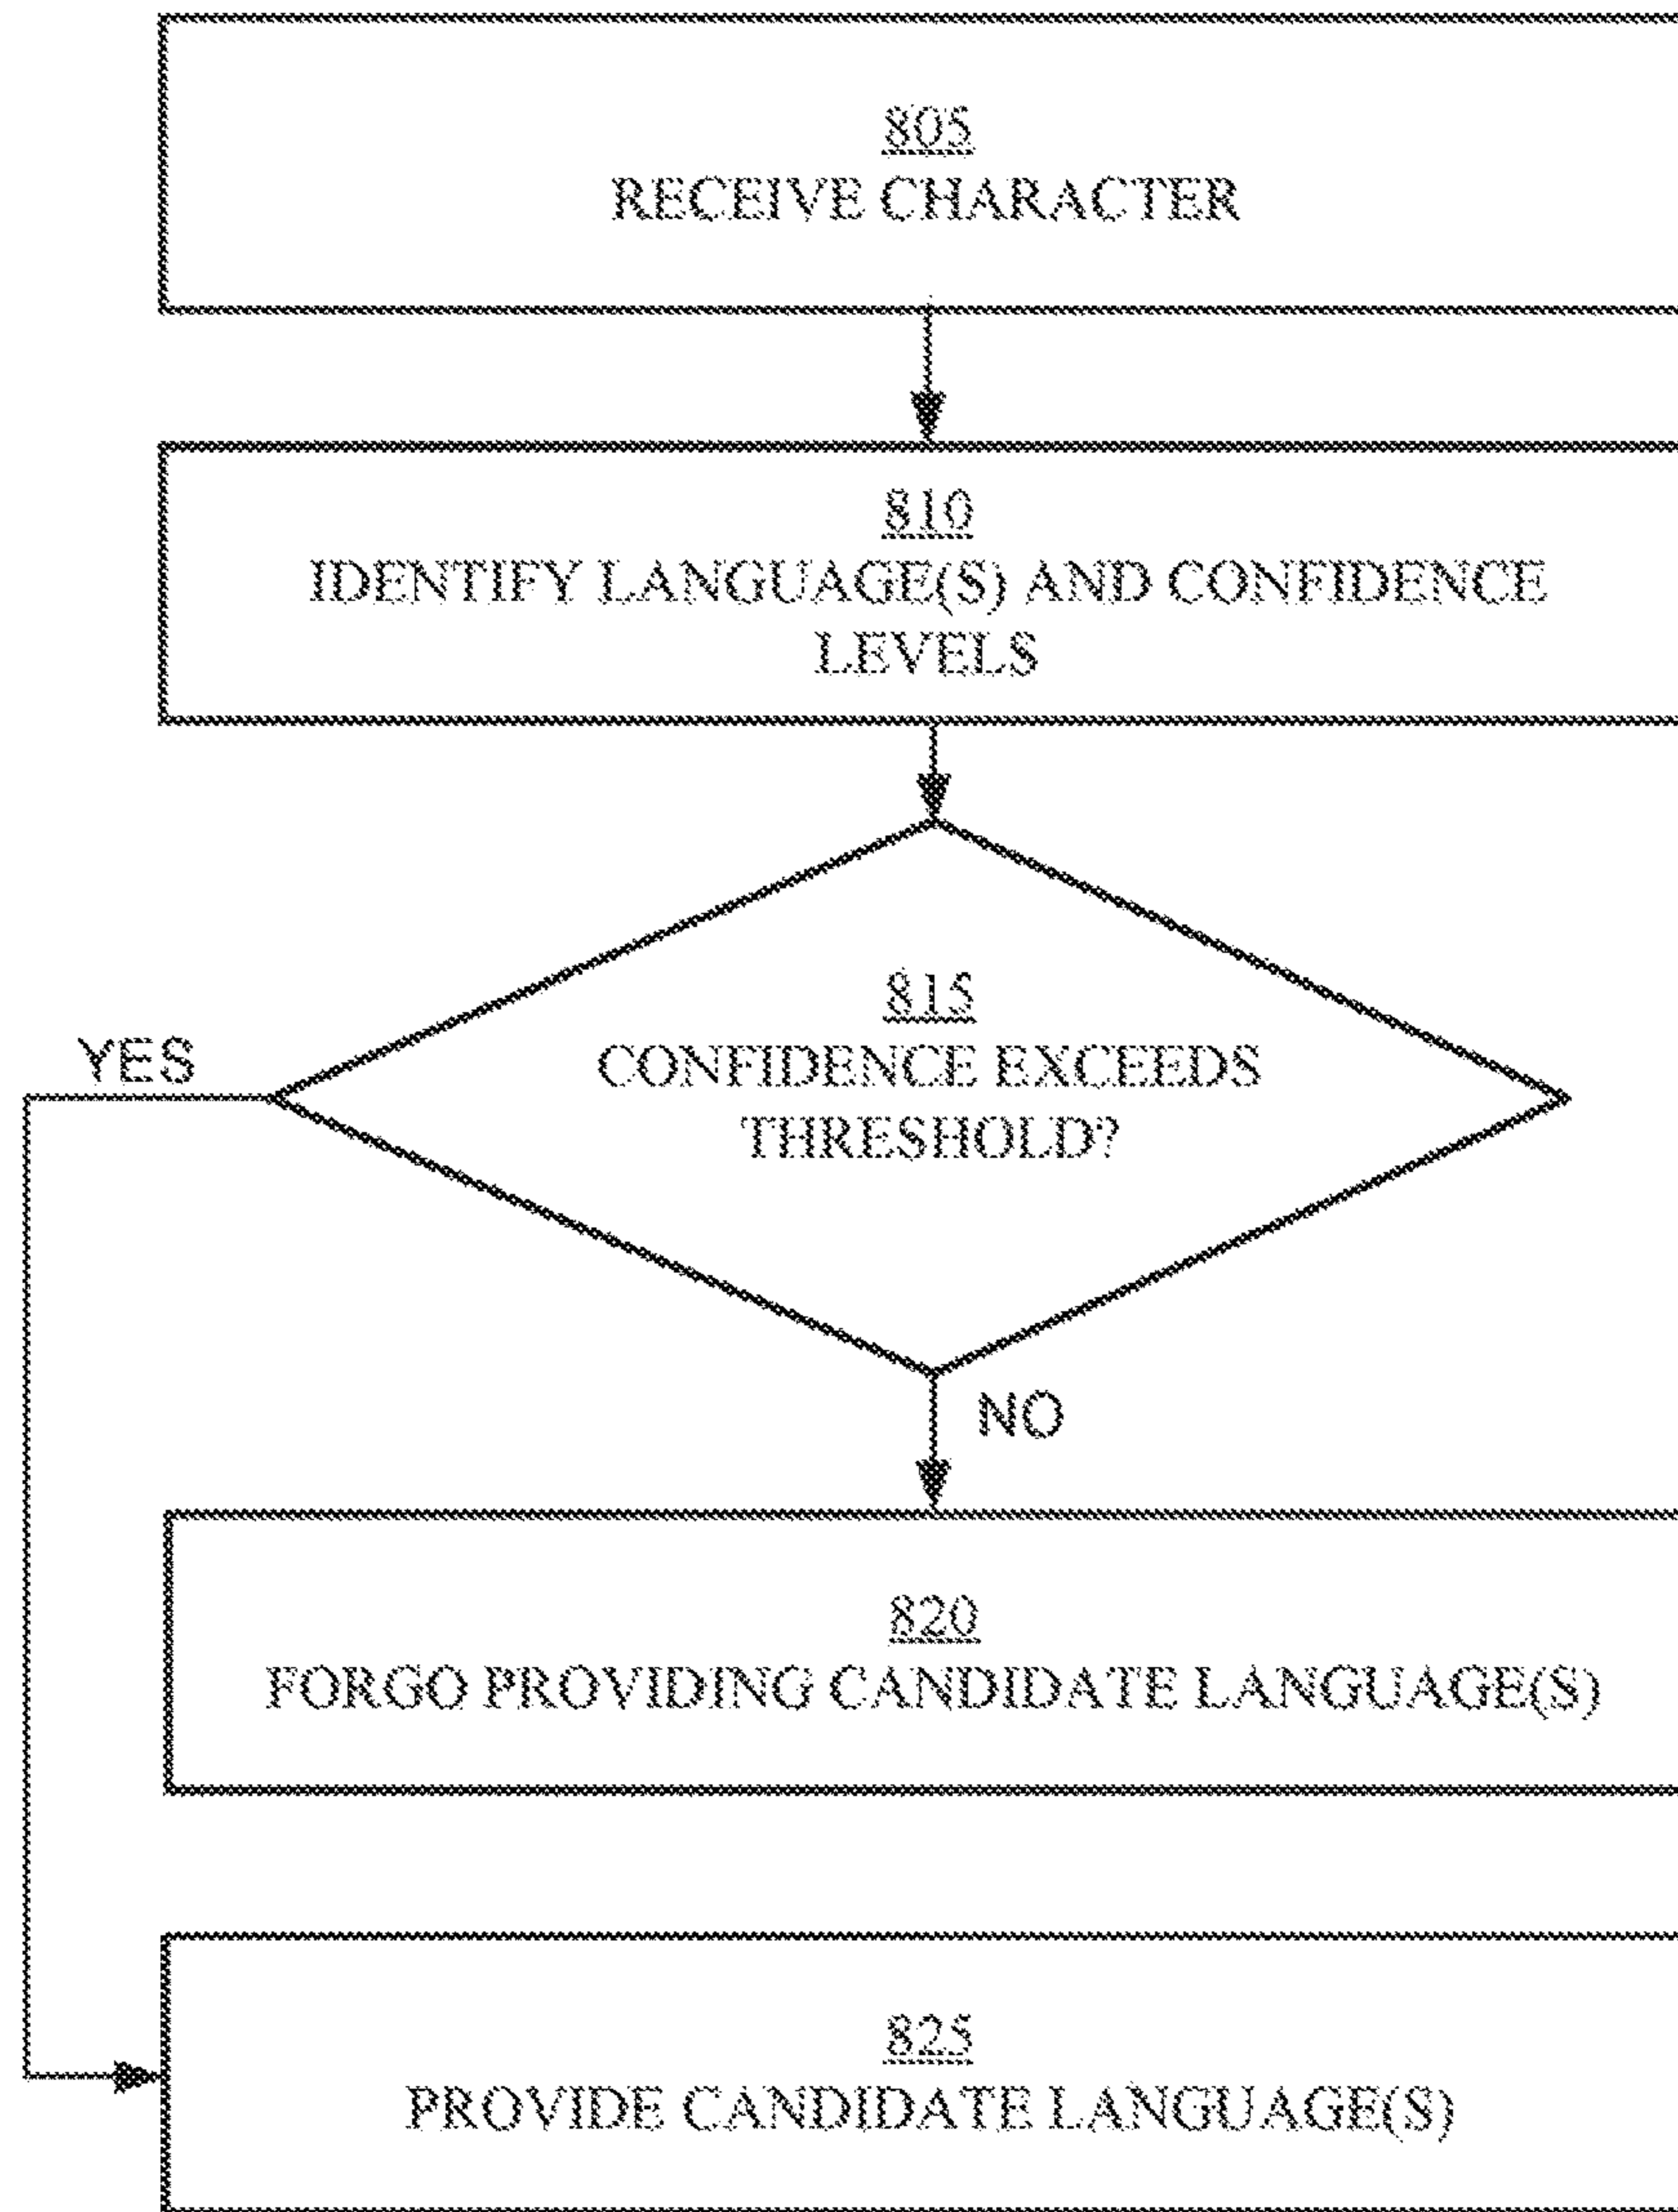 805
RECEIVE CHARACTER
810
IDENTIFY LANGUAGE(S) AND CONFIDENCE
LEVELS
815
CONFIDENCE EXCEEDS
THRESHOLD?
YES
NO
820
FORGO PROVIDING CANDIDATE LANGUAGE(S)
825
PROVIDE CANDIDATE LANGUAGE(S)